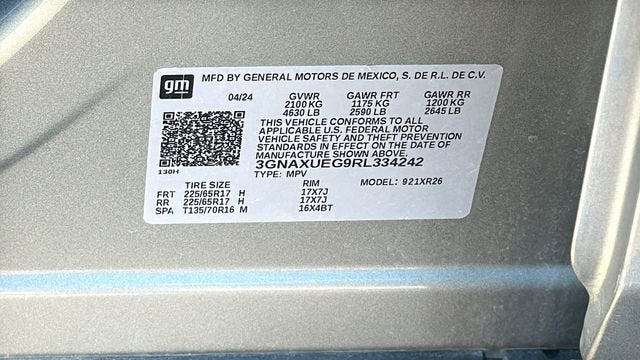 gm MFD BY GENERAL MOTORS DE MEXICO, S. DE R.L. DE C.V.
04/24 GVWR GAWR FRT GAWR RR
2100 KG 1175 KG 1200 KG
4630 LB 2590 LB 2645 LB
THIS VEHICLE CONFORMS TO ALL
APPLICABLE U.S. FEDERAL MOTOR
VEHICLE SAFETY AND THEFT PREVENTION
STANDARDS IN EFFECT ON THE DATE OF
MANUFACTURE SHOWN ABOVE.
3GNAXUEG9RL334242
130H TYPE: MPV MODEL: 921XR26
TIRE SIZE RIM
FRT 225/65R17 H 17X7J
RR 225/65R17 H 17X7J
SPA T135/70R16 M 16X4BT